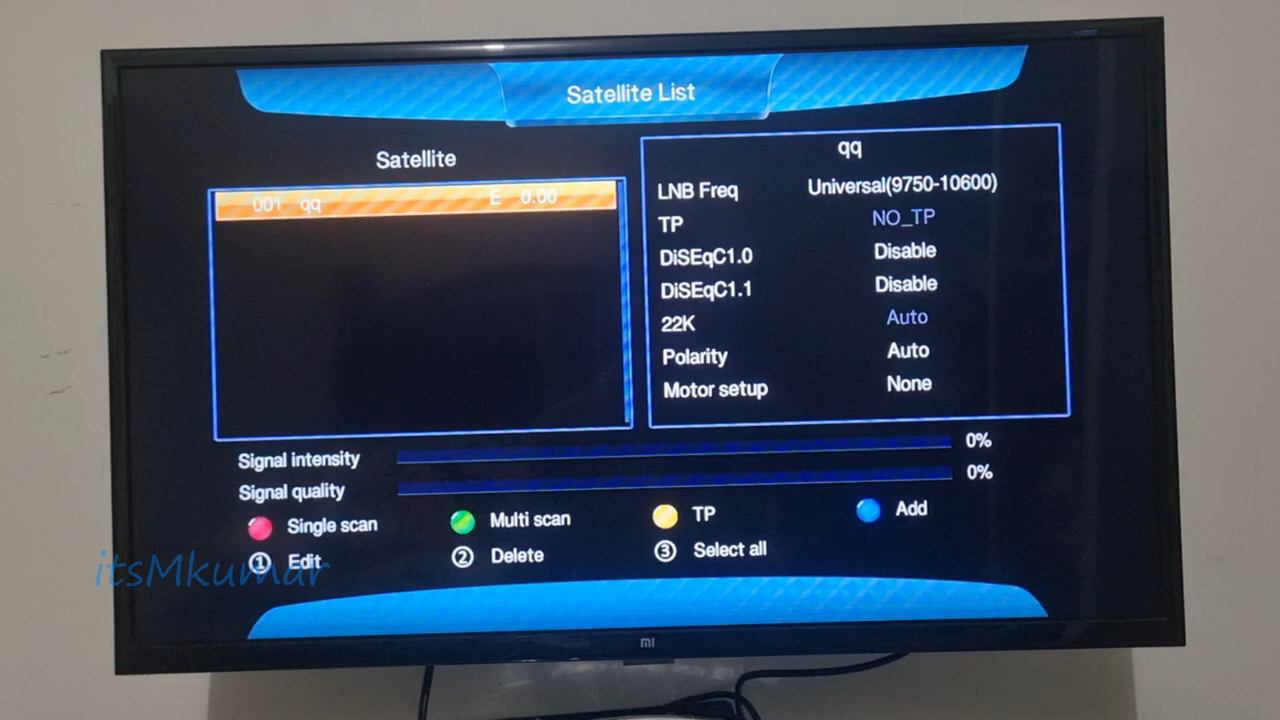 Satellite List
Satellite
001 qq E 0.00
qq
LNB Freq Universal(9750-10600)
TP NO_TP
DiSEqC1.0 Disable
DiSEqC1.1 Disable
22K Auto
Polarity Auto
Motor setup None
Signal intensity 0%
Signal quality 0%
Single scan Multi scan TP Add
1 Edit 2 Delete 3 Select all
itsMkumar
mi